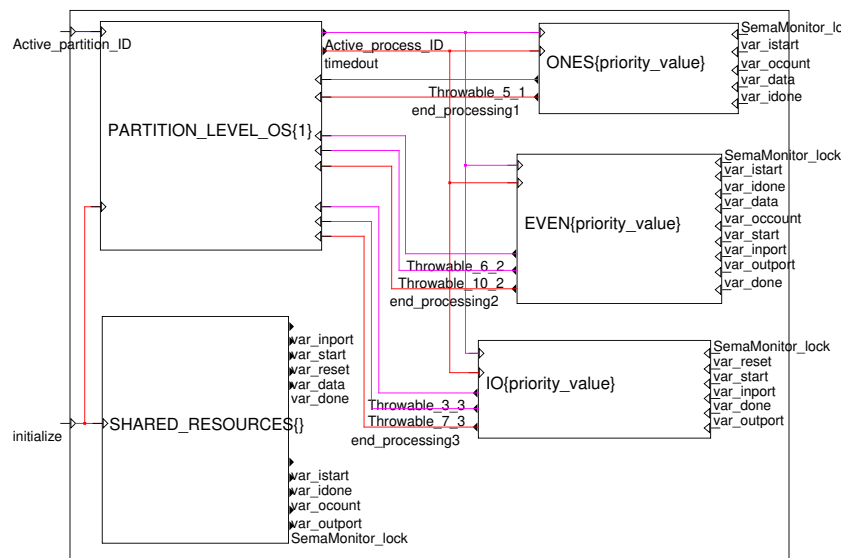 Active_partition_ID
initialize
PARTITION_LEVEL_OS{1}
Active_process_ID
timedout
Throwable_5_1
end_processing1
Throwable_6_2
Throwable_10_2
end_processing2
Throwable_3_3
Throwable_7_3
end_processing3
ONES{priority_value}
SemaMonitor_lo
var_istart
var_ocount
var_data
var_idone
EVEN{priority_value}
SemaMonitor_lock
var_istart
var_idone
var_data
var_occount
var_start
var_inport
var_outport
var_done
IO{priority_value}
SemaMonitor_lock
var_reset
var_start
var_inport
var_done
var_outport
SHARED_RESOURCES{}
var_inport
var_start
var_reset
var_data
var_done
var_istart
var_idone
var_ocount
var_outport
SemaMonitor_lock